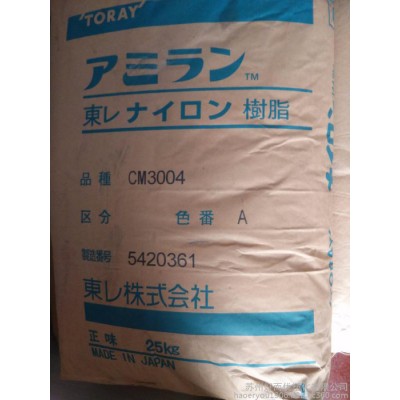 TORAY
アミラン™
東レ ナイロン 樹脂
品種 CM3004
区分 色番 A
製造番号 5420361
東レ株式会社
正味 25kg
MADE IN JAPAN